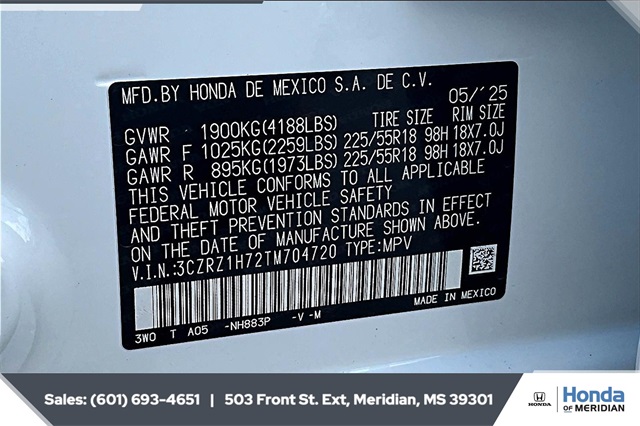 MFD.BY HONDA DE MEXICO S.A. DE C.V.
05/'25
GVWR 1900KG(4188LBS) TIRE SIZE RIM SIZE
GAWR F 1025KG(2259LBS) 225/55R18 98H 18X7.0J
GAWR R 895KG(1973LBS) 225/55R18 98H 18X7.0J
THIS VEHICLE CONFORMS TO ALL APPLICABLE
FEDERAL MOTOR VEHICLE SAFETY
AND THEFT PREVENTION STANDARDS IN EFFECT
ON THE DATE OF MANUFACTURE SHOWN ABOVE.
V.I.N.:3CZRZ1H72TM704720 TYPE:MPV
3W0 T A05 -NH883P -V -M
MADE IN MEXICO
Sales: (601) 693-4651 | 503 Front St. Ext, Meridian, MS 39301
HONDA
Honda
OF MERIDIAN